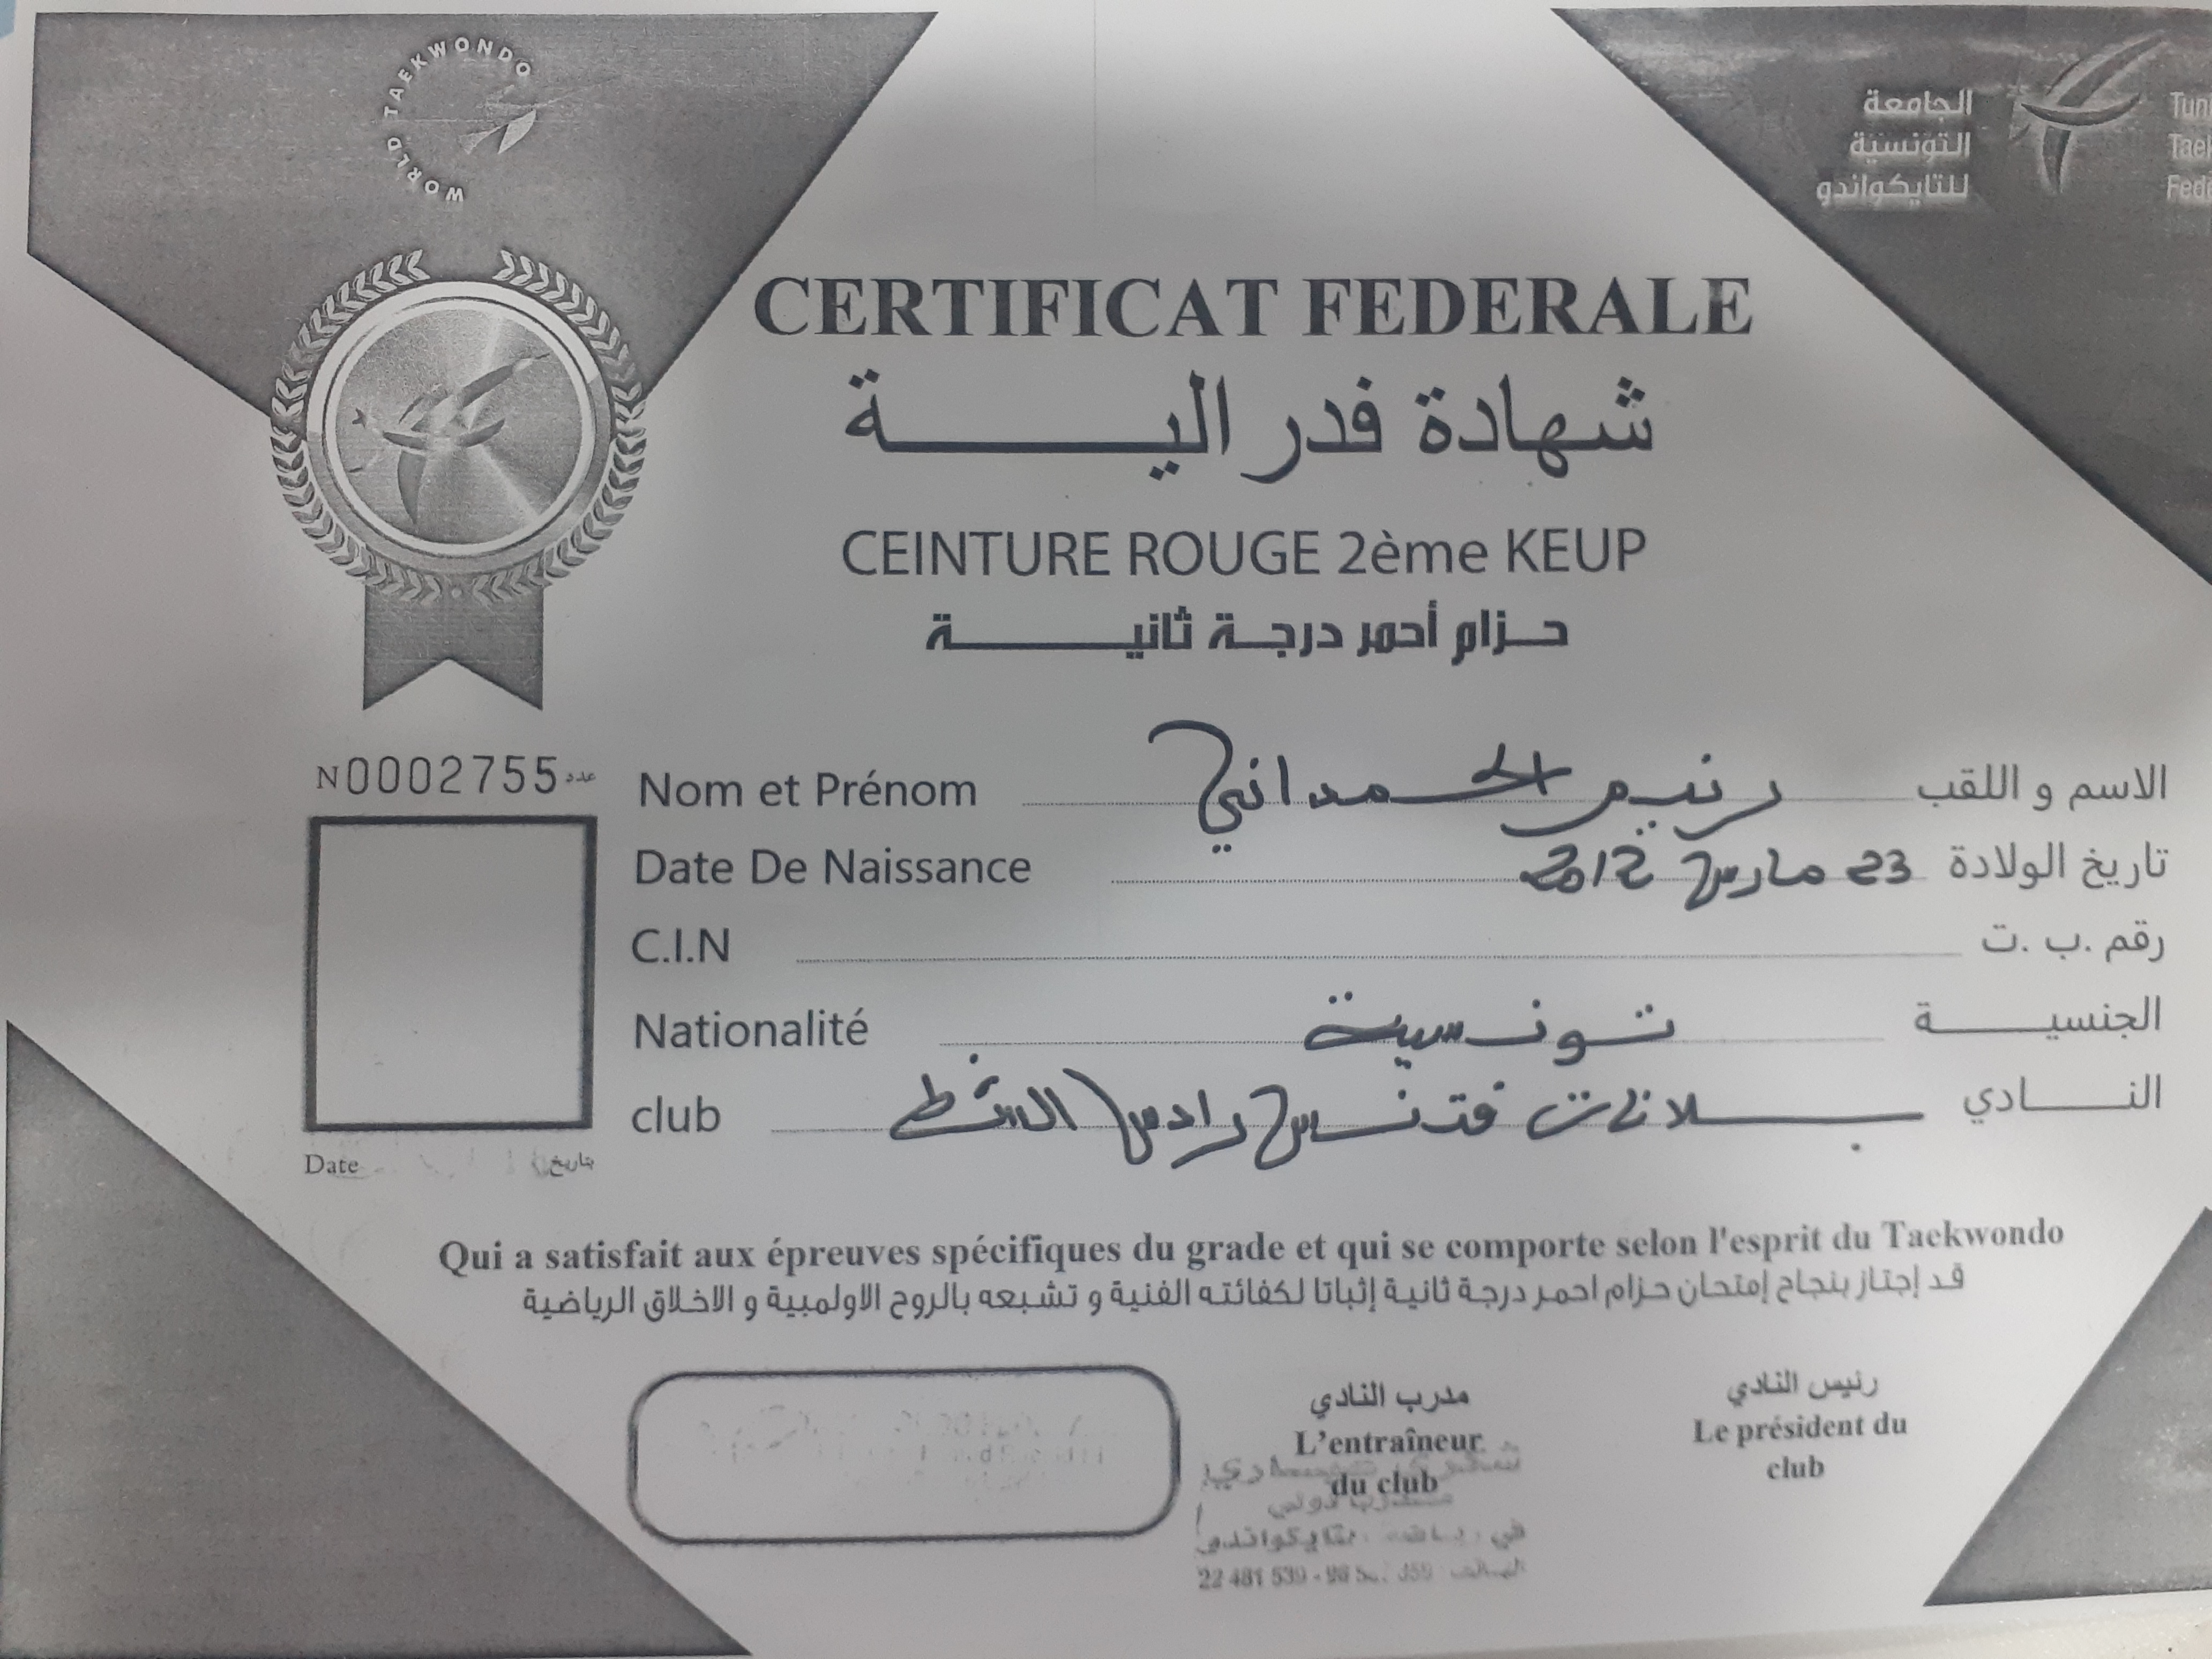 WORLD TAEKWONDO
الجامعة
التونسية
للتايكواندو
CERTIFICAT FEDERALE
شهادة فدرالية
CEINTURE ROUGE 2ème KEUP
حزام أحمر درجة ثانية
N0002755 عدد
Nom et Prénom رنيم الحمداني الاسم و اللقب
Date De Naissance 23 مارس 2012 تاريخ الولادة
C.I.N رقم .ب .ت
Nationalité تونسية الجنسية
club بلانات فتنس رادس الشط النادي
Date تاريخ
Qui a satisfait aux épreuves spécifiques du grade et qui se comporte selon l'esprit du Taekwondo
قد إجتاز بنجاح إمتحان حزام احمر درجة ثانية إثباتا لكفائته الفنية و تشبعه بالروح الاولمبية و الاخلاق الرياضية
مدرب النادي
L'entraîneur
du club
رئيس النادي
Le président du
club